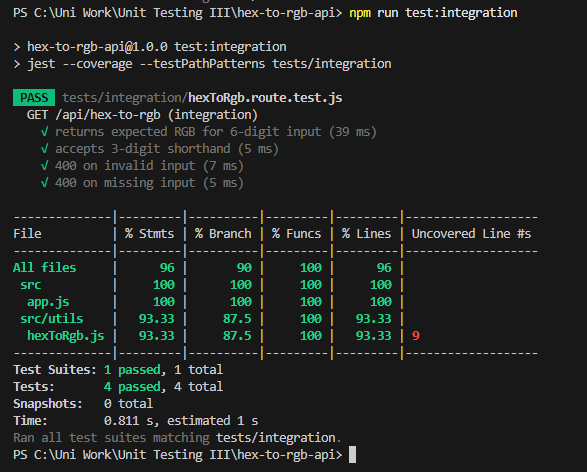 PS C:\Uni Work\Unit Testing III\hex-to-rgb-api> npm run test:integration
> hex-to-rgb-api@1.0.0 test:integration
> jest --coverage --testPathPatterns tests/integration
PASS tests/integration/hexToRgb.route.test.js
GET /api/hex-to-rgb (integration)
√ returns expected RGB for 6-digit input (39 ms)
√ accepts 3-digit shorthand (5 ms)
√ 400 on invalid input (7 ms)
√ 400 on missing input (5 ms)
-------------|---------|----------|---------|---------|-------------------
File | % Stmts | % Branch | % Funcs | % Lines | Uncovered Line #s
-------------|---------|----------|---------|---------|-------------------
All files | 96 | 90 | 100 | 96 |
src | 100 | 100 | 100 | 100 |
app.js | 100 | 100 | 100 | 100 |
src/utils | 93.33 | 87.5 | 100 | 93.33 |
hexToRgb.js | 93.33 | 87.5 | 100 | 93.33 | 9
-------------|---------|----------|---------|---------|-------------------
Test Suites: 1 passed, 1 total
Tests: 4 passed, 4 total
Snapshots: 0 total
Time: 0.811 s, estimated 1 s
Ran all test suites matching tests/integration.
PS C:\Uni Work\Unit Testing III\hex-to-rgb-api>